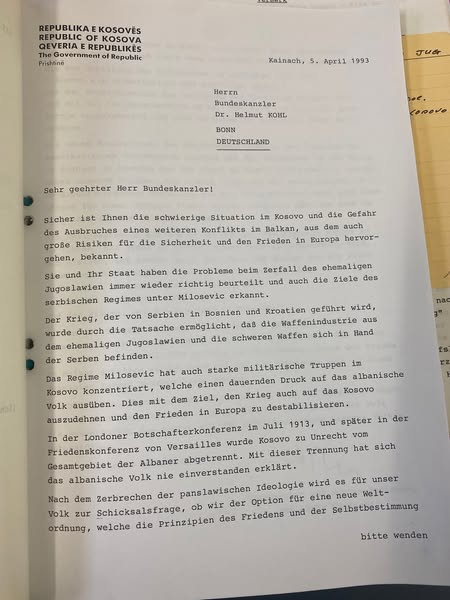 REPUBLIKA E KOSOVËS
REPUBLIC OF KOSOVA
QEVERIA E REPUBLIKËS
The Government of Republic
Prishtinë
Kainach, 5. April 1993
Herrn
Bundeskanzler
Dr. Helmut KOHL
BONN
DEUTSCHLAND
Sehr geehrter Herr Bundeskanzler!
Sicher ist Ihnen die schwierige Situation im Kosovo und die Gefahr
des Ausbruches eines weiteren Konflikts im Balkan, aus dem auch
große Risiken für die Sicherheit und den Frieden in Europa hervor-
gehen, bekannt.
Sie und Ihr Staat haben die Probleme beim Zerfall des ehemaligen
Jugoslawien immer wieder richtig beurteilt und auch die Ziele des
serbischen Regimes unter Milosevic erkannt.
Der Krieg, der von Serbien in Bosnien und Kroatien geführt wird,
wurde durch die Tatsache ermöglicht, daß die Waffenindustrie aus
dem ehemaligen Jugoslawien und die schweren Waffen sich in Hand
der Serben befinden.
Das Regime Milosevic hat auch starke militärische Truppen im
Kosovo konzentriert, welche einen dauernden Druck auf das albanische
Volk ausüben. Dies mit dem Ziel, den Krieg auch auf das Kosovo
auszudehnen und den Frieden in Europa zu destabilisieren.
In der Londoner Botschafterkonferenz im Juli 1913, und später in der
Friedenskonferenz von Versailles wurde Kosovo zu Unrecht vom
Gesamtgebiet der Albaner abgetrennt. Mit dieser Trennung hat sich
das albanische Volk nie einverstanden erklärt.
Nach dem Zerbrechen der panslawischen Ideologie wird es für unser
Volk zur Schicksalsfrage, ob wir der Option für eine neue Welt-
ordnung, welche die Prinzipien des Friedens und der Selbstbestimmung
bitte wenden
JUG